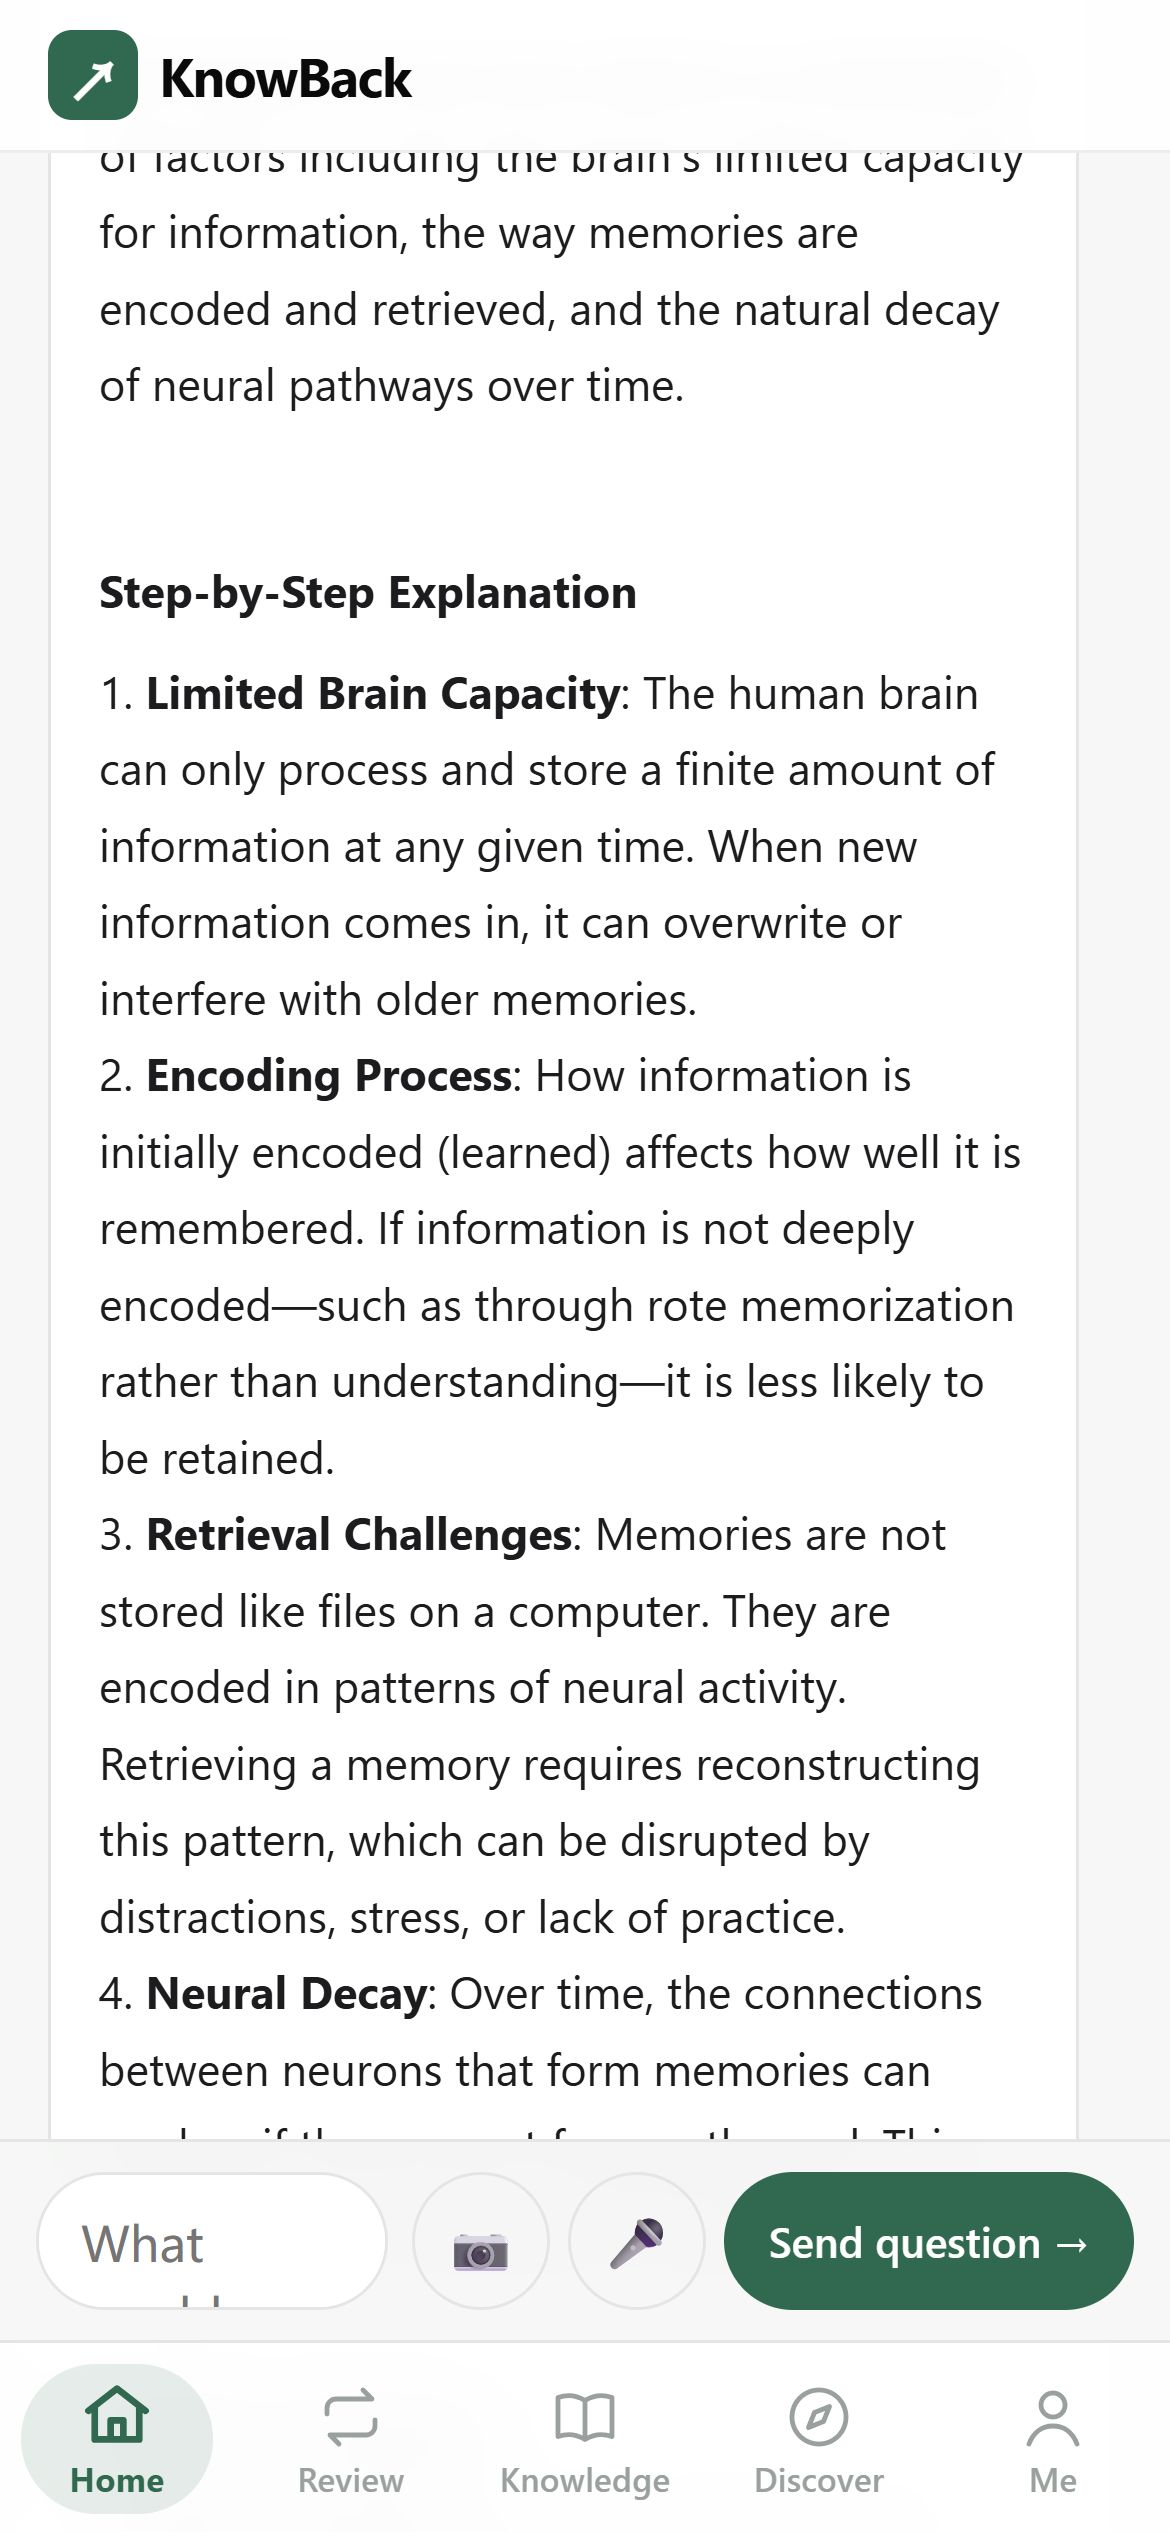 KnowBack
of factors including the brain's limited capacity
for information, the way memories are
encoded and retrieved, and the natural decay
of neural pathways over time.
Step-by-Step Explanation
1. Limited Brain Capacity: The human brain
can only process and store a finite amount of
information at any given time. When new
information comes in, it can overwrite or
interfere with older memories.
2. Encoding Process: How information is
initially encoded (learned) affects how well it is
remembered. If information is not deeply
encoded—such as through rote memorization
rather than understanding—it is less likely to
be retained.
3. Retrieval Challenges: Memories are not
stored like files on a computer. They are
encoded in patterns of neural activity.
Retrieving a memory requires reconstructing
this pattern, which can be disrupted by
distractions, stress, or lack of practice.
4. Neural Decay: Over time, the connections
between neurons that form memories can
What
Send question →
Home
Review
Knowledge
Discover
Me